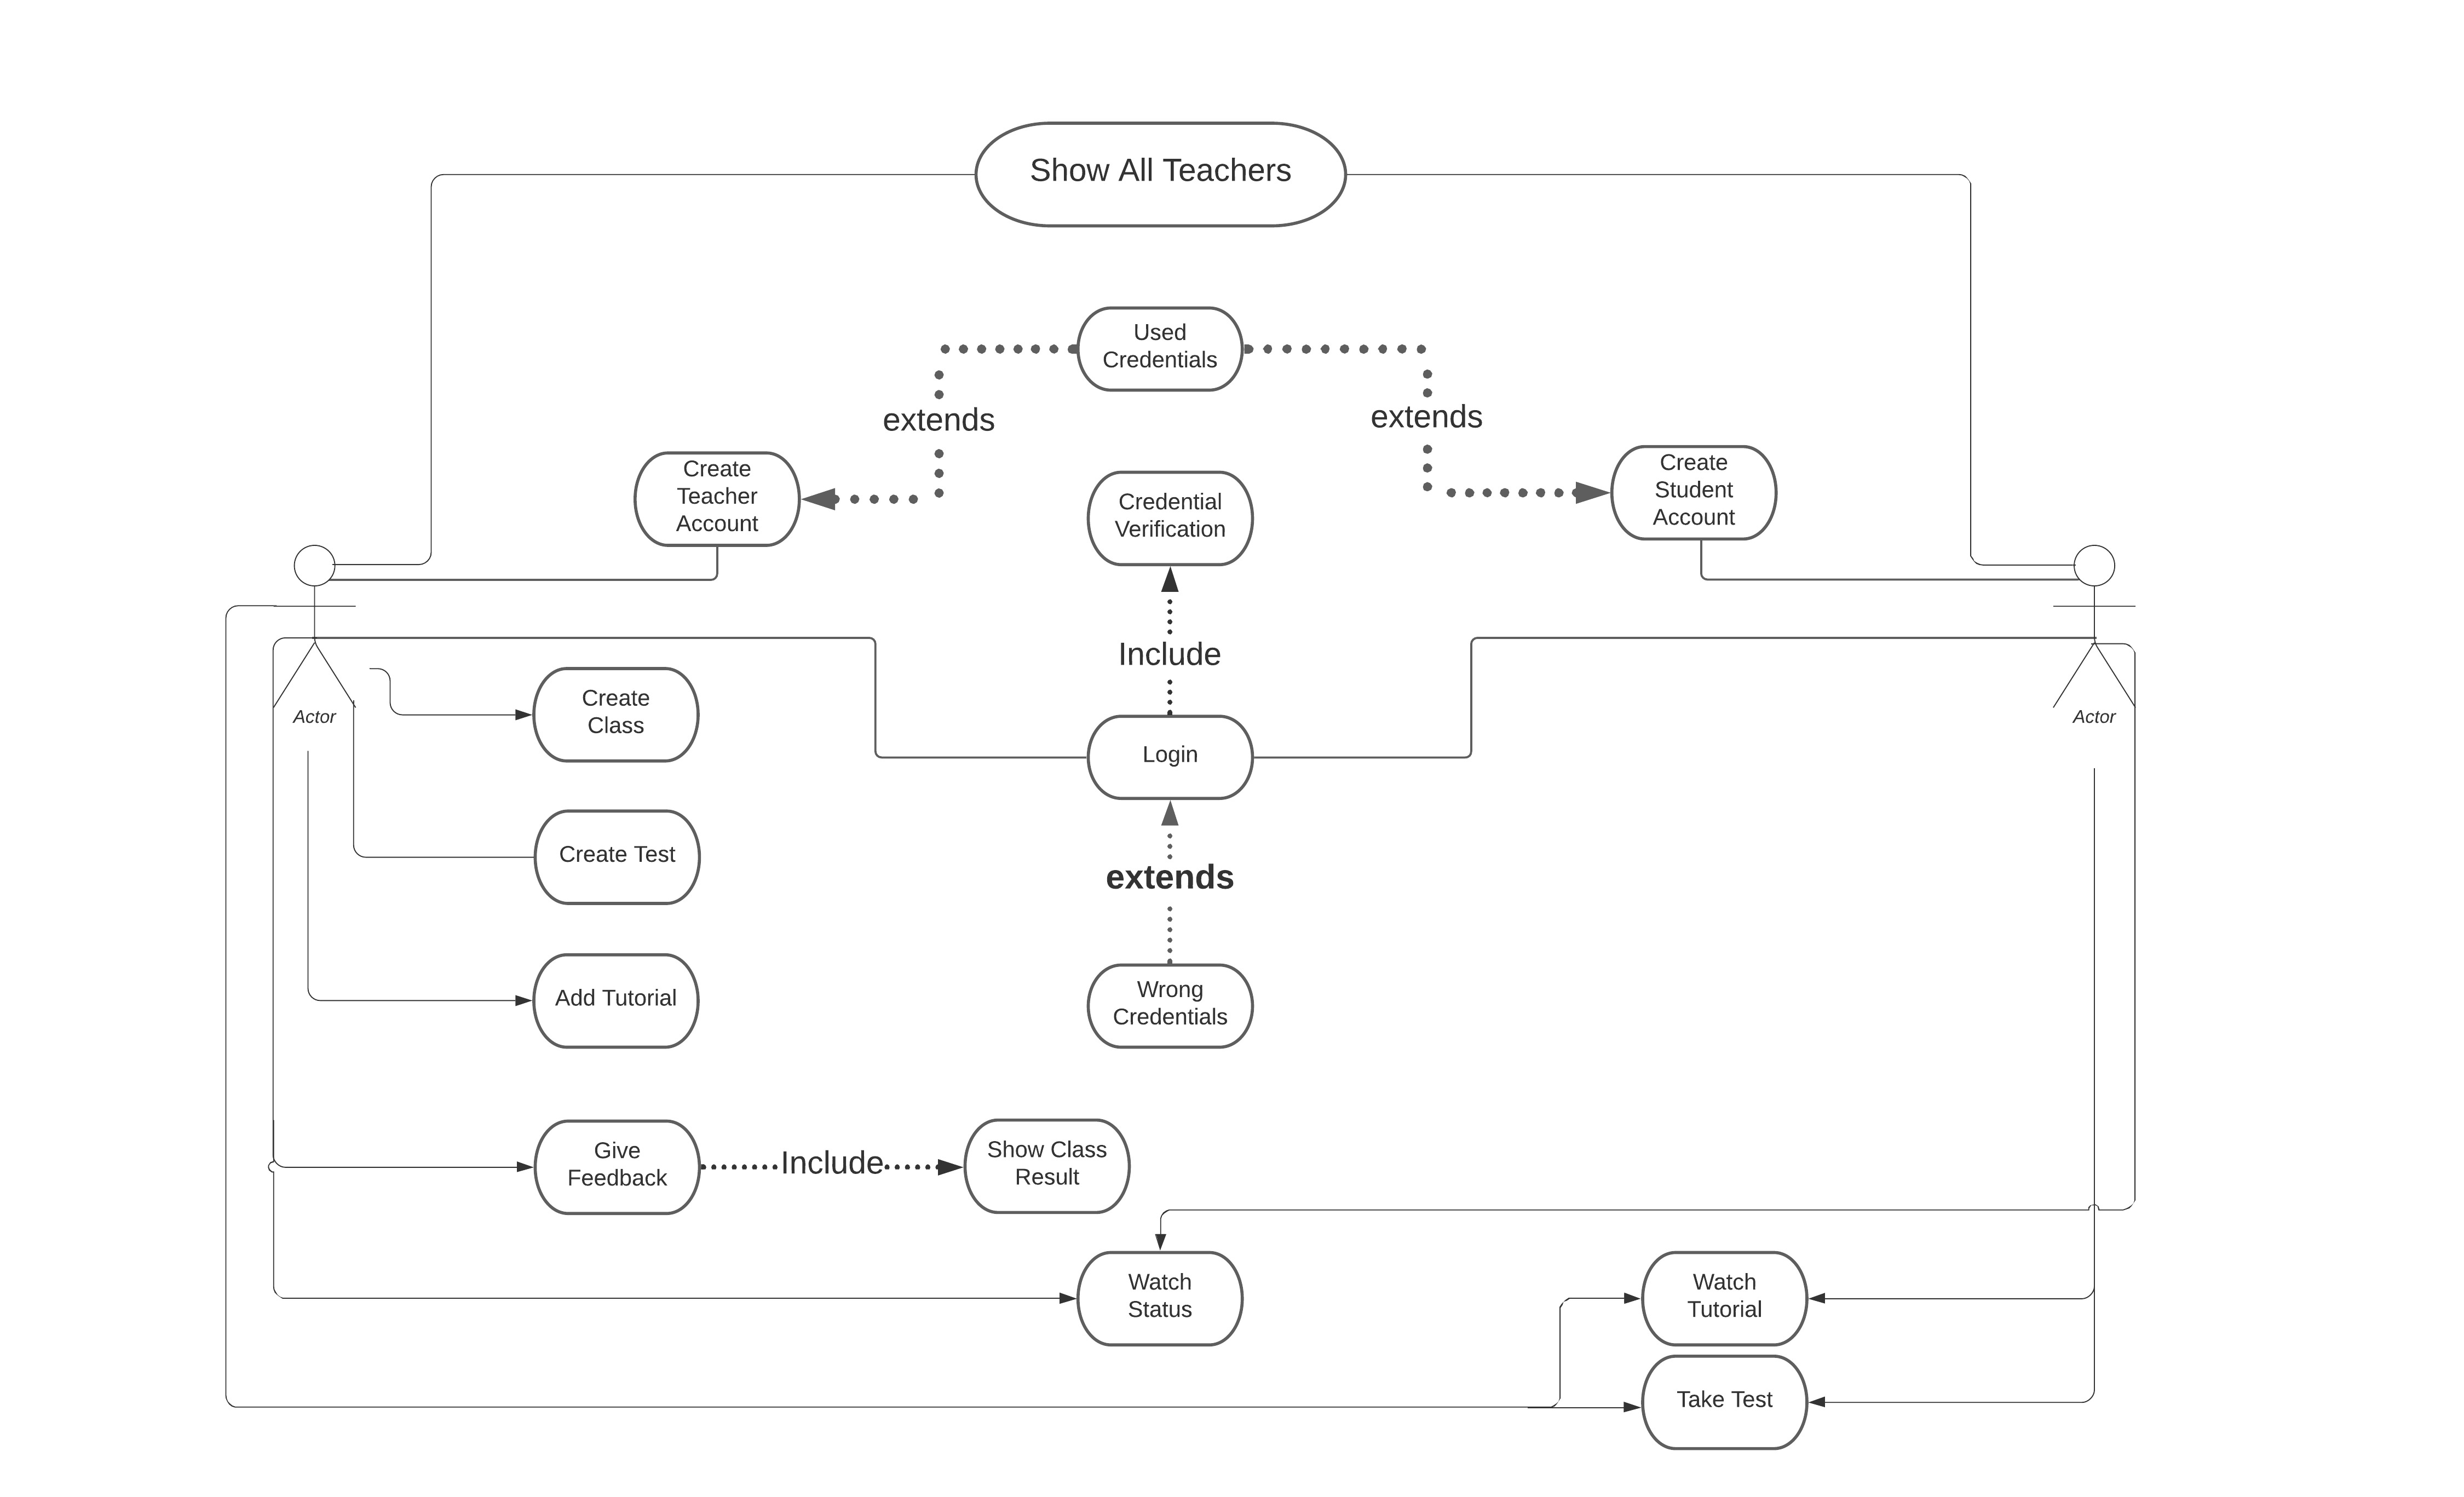 Show All Teachers
Used
Credentials
extends
extends
Create
Teacher
Account
Credential
Verification
Create
Student
Account
Include
Create
Class
Actor
Actor
Login
Create Test
extends
Add Tutorial
Wrong
Credentials
Give
Feedback
Include
Show Class
Result
Watch
Status
Watch
Tutorial
Take Test